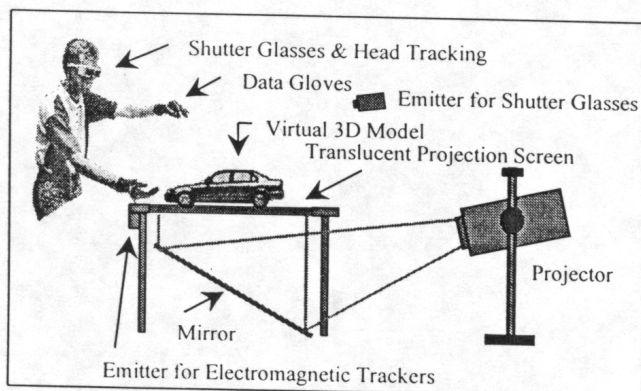 Shutter Glasses & Head Tracking
Data Gloves
Emitter for Shutter Glasses
Virtual 3D Model
Translucent Projection Screen
Projector
Mirror
Emitter for Electromagnetic Trackers